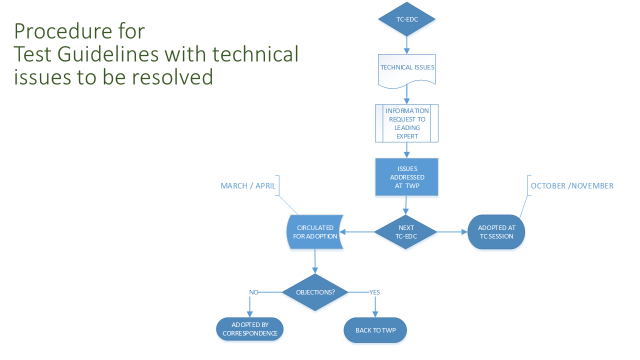 Procedure for
Test Guidelines with technical
issues to be resolved
TC-EDC
TECHNICAL ISSUES
INFORMATION
REQUEST TO
LEADING
EXPERT
ISSUES
ADDRESSED
AT TWP
MARCH / APRIL
OCTOBER /NOVEMBER
CIRCULATED
FOR ADOPTION
NEXT
TC-EDC
ADOPTED AT
TC SESSION
NO
OBJECTIONS?
YES
ADOPTED BY
CORRESPONDENCE
BACK TO TWP